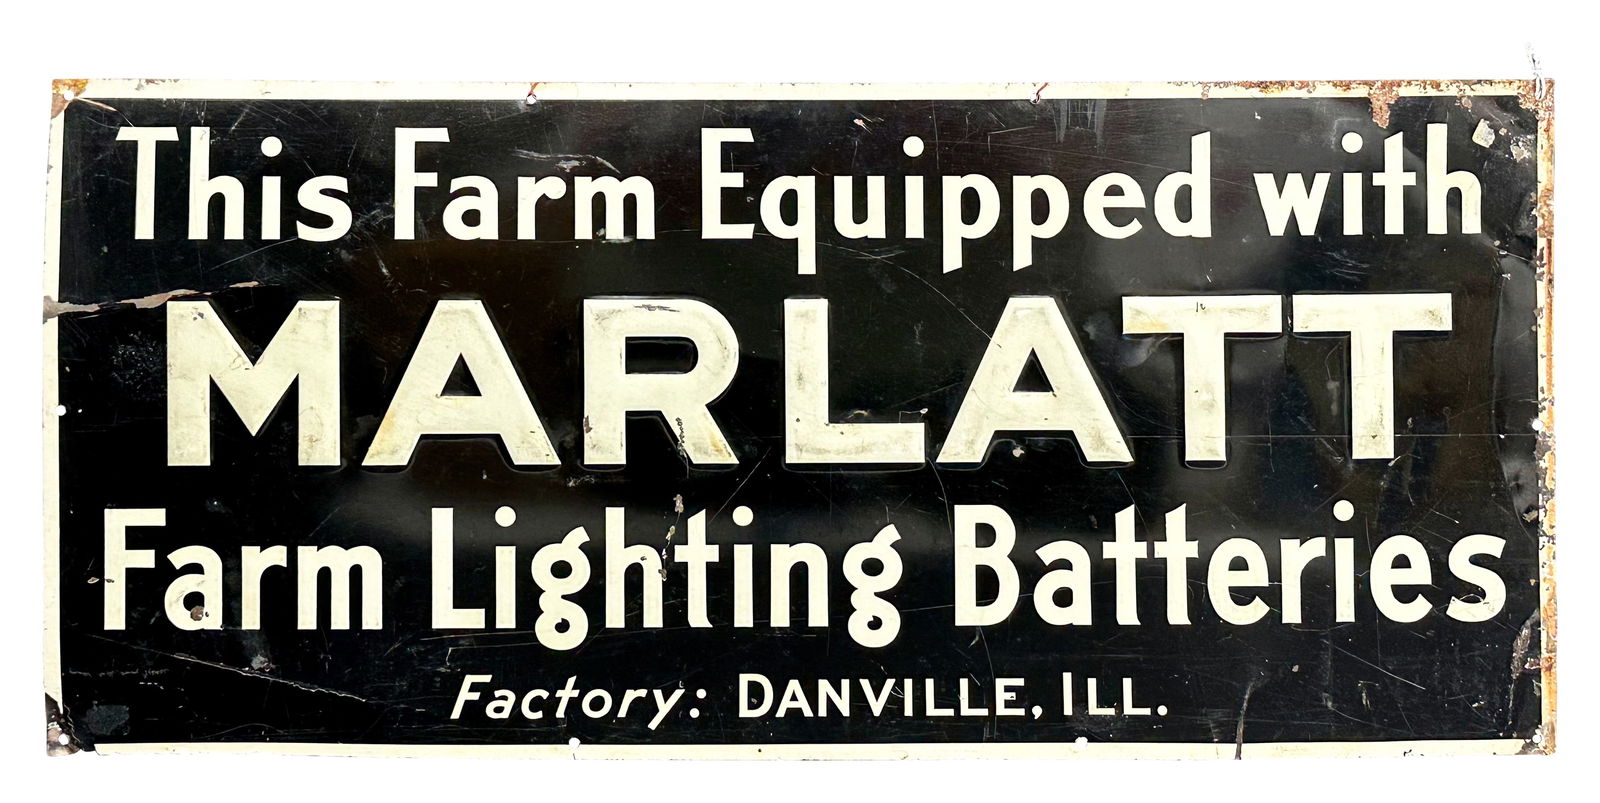 This Farm Equipped with
MARLATT
Farm Lighting Batteries
Factory: DANVILLE, ILL.